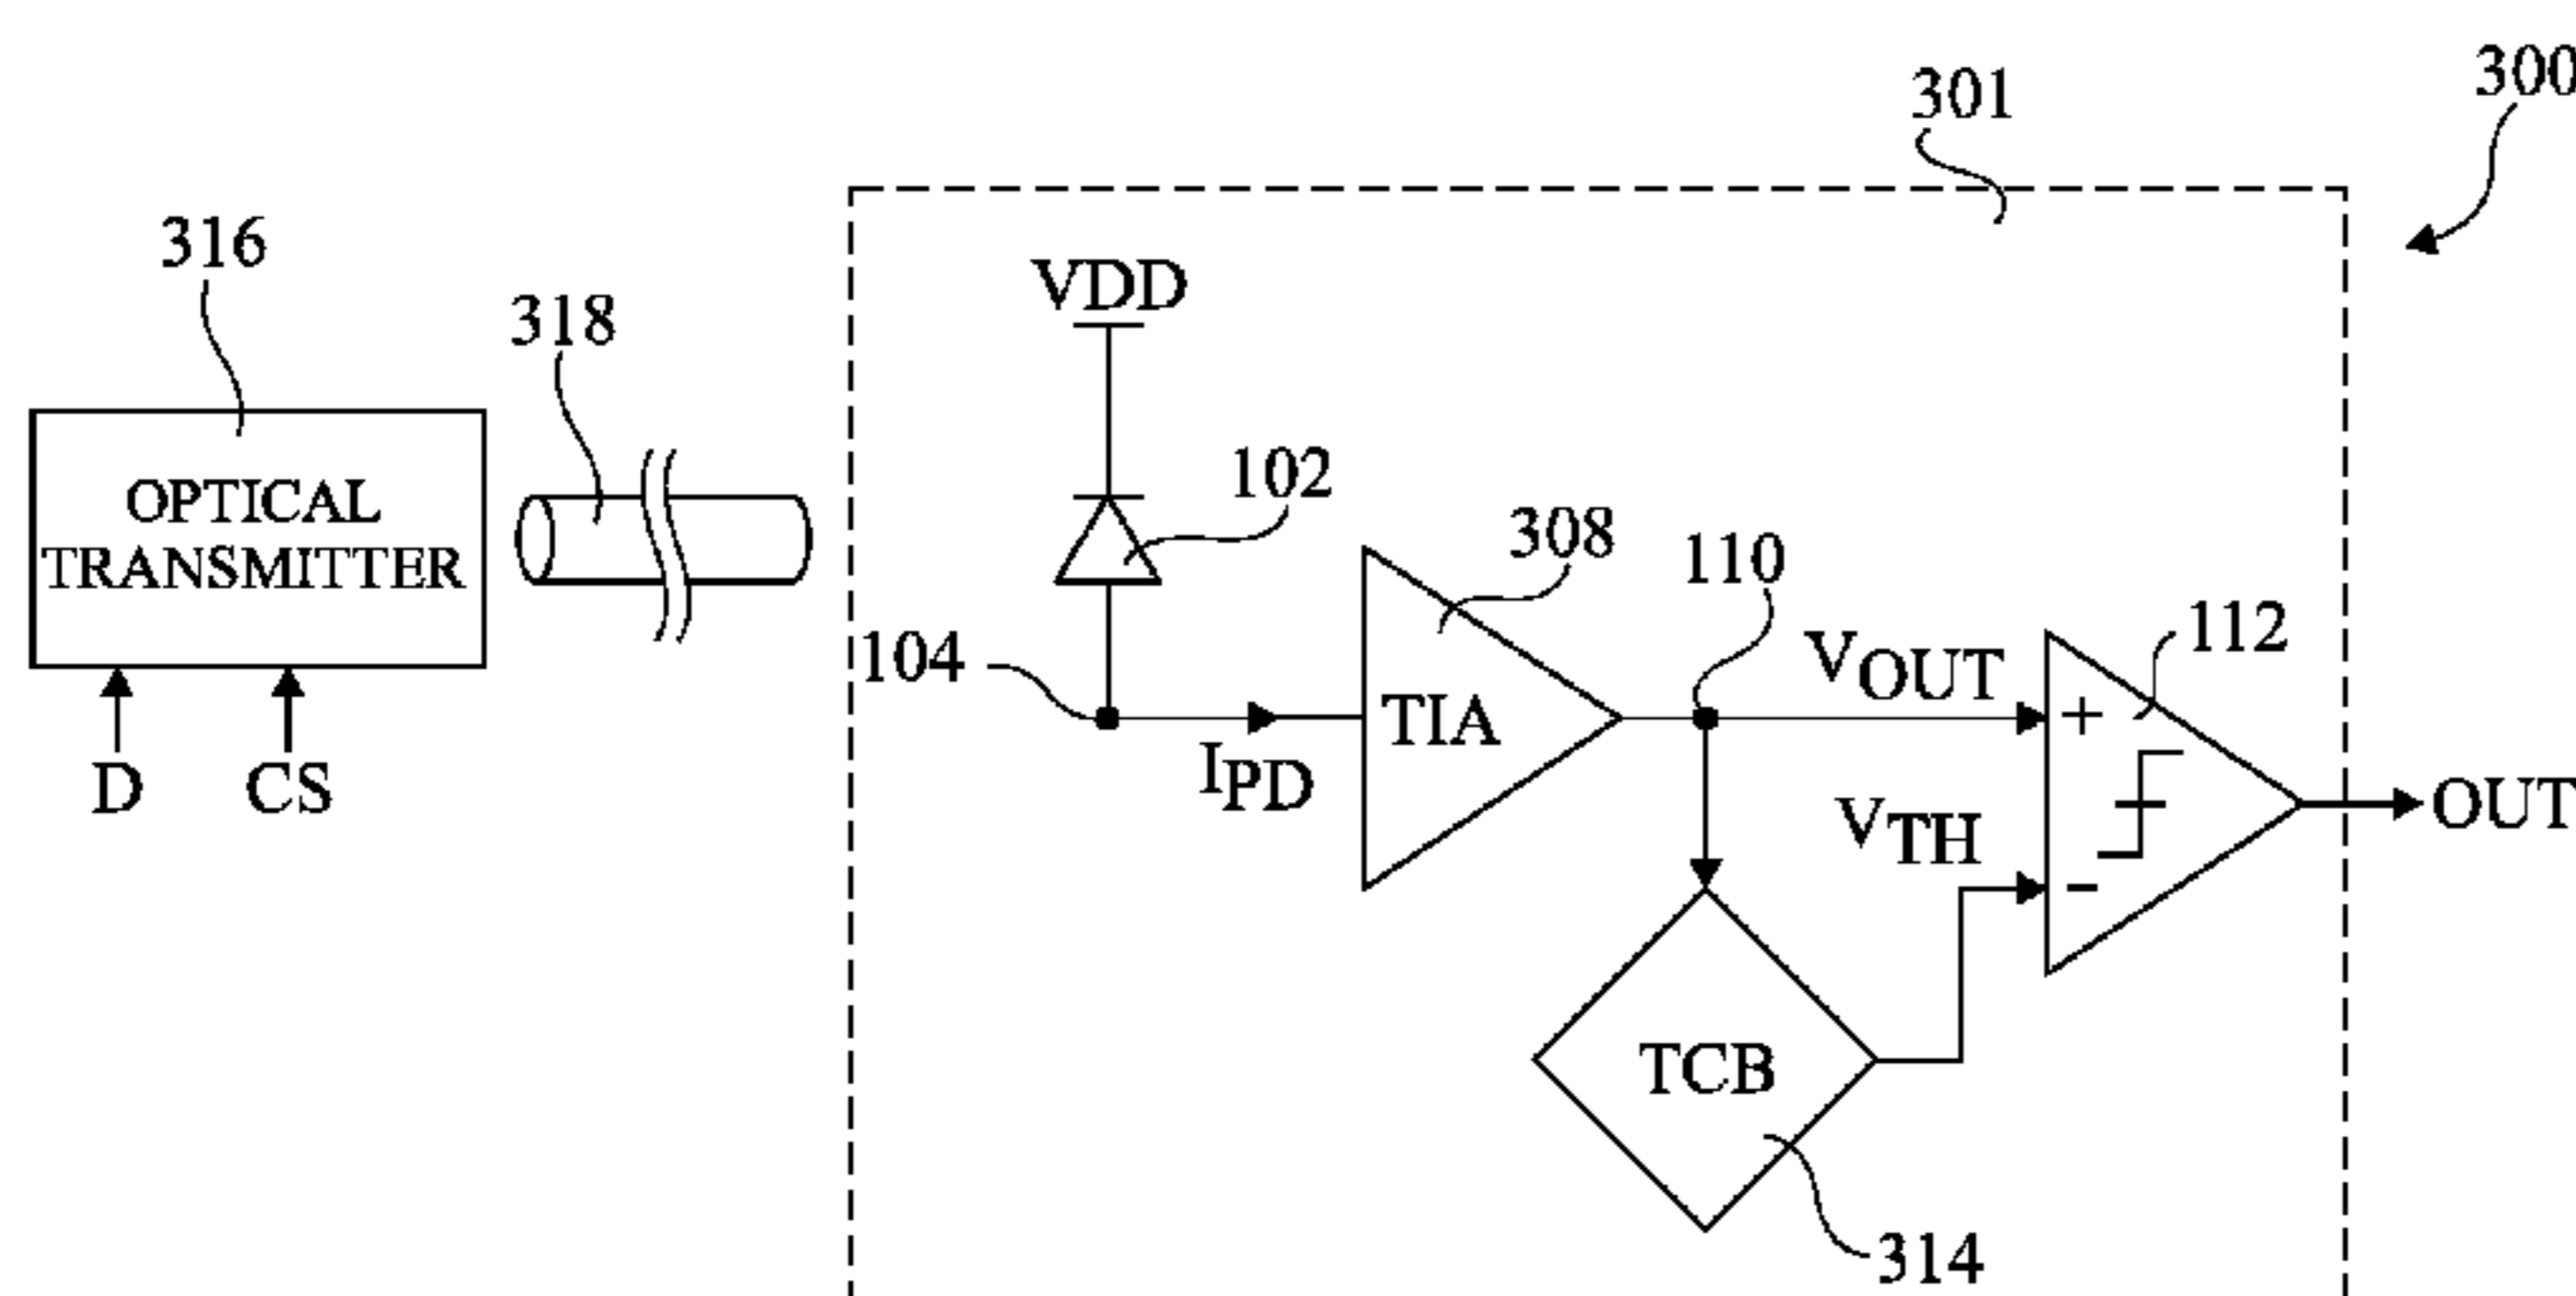 300
301
316
VDD
318
102
OPTICAL
TRANSMITTER
308
110
112
104
VOUT
+
TIA
IPD
D
CS
VTH
OUT
-
TCB
314